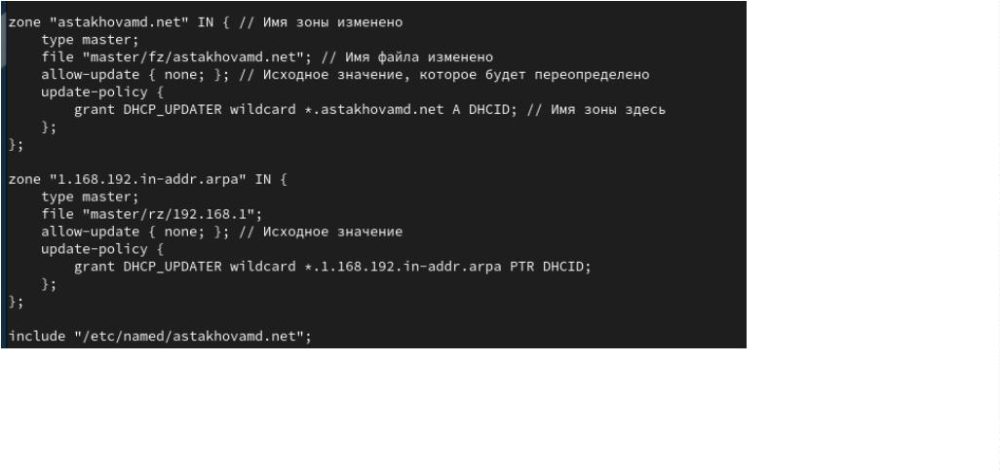 zone "astakhovamd.net" IN { // Имя зоны изменено
    type master;
    file "master/fz/astakhovamd.net"; // Имя файла изменено
    allow-update { none; }; // Исходное значение, которое будет переопределено
    update-policy {
        grant DHCP_UPDATER wildcard *.astakhovamd.net A DHCID; // Имя зоны здесь
    };
};

zone "1.168.192.in-addr.arpa" IN {
    type master;
    file "master/rz/192.168.1";
    allow-update { none; }; // Исходное значение
    update-policy {
        grant DHCP_UPDATER wildcard *.1.168.192.in-addr.arpa PTR DHCID;
    };
};

include "/etc/named/astakhovamd.net";